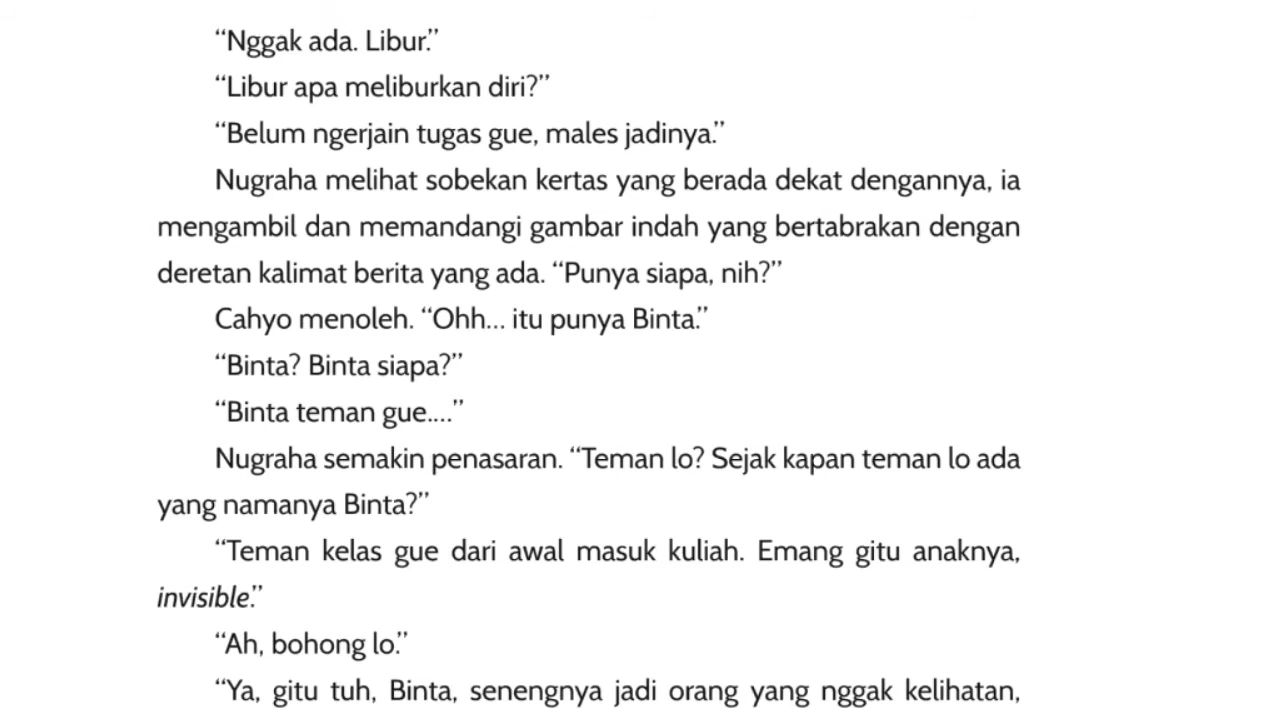 “Nggak ada. Libur.”
“Libur apa meliburkan diri?”
“Belum ngerjain tugas gue, males jadinya.”
Nugraha melihat sobekan kertas yang berada dekat dengannya, ia
mengambil dan memandangi gambar indah yang bertabrakan dengan
deretan kalimat berita yang ada. “Punya siapa, nih?”
Cahyo menoleh. “Ohh... itu punya Binta.”
“Binta? Binta siapa?”
“Binta teman gue....”
Nugraha semakin penasaran. “Teman lo? Sejak kapan teman lo ada
yang namanya Binta?”
“Teman kelas gue dari awal masuk kuliah. Emang gitu anaknya,
invisible.”
“Ah, bohong lo.”
“Ya, gitu tuh, Binta, senengnya jadi orang yang nggak kelihatan,